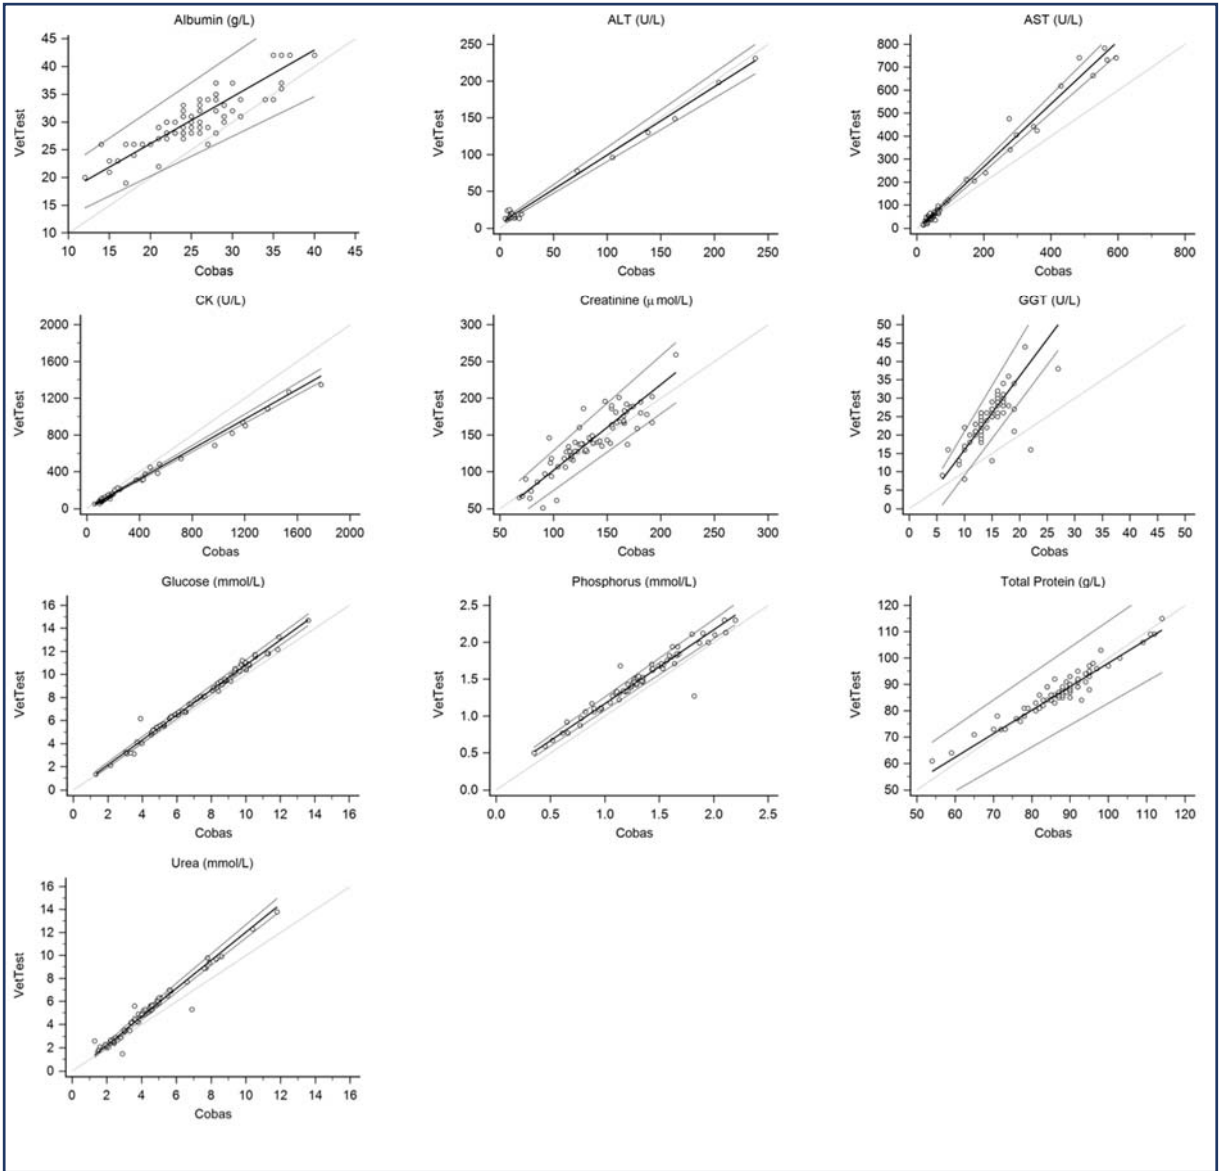 Albumin (g/L)
45
40
35
30
25
20
15
10
VetTest
10 15 20 25 30 35 40 45
Cobas
ALT (U/L)
250
200
150
100
50
0
VetTest
0 50 100 150 200 250
Cobas
AST (U/L)
800
700
600
500
400
300
200
100
0
VetTest
0 200 400 600 800
Cobas
CK (U/L)
2000
1600
1200
800
400
0
VetTest
0 400 800 1200 1600 2000
Cobas
Creatinine (μ mol/L)
300
250
200
150
100
50
VetTest
50 100 150 200 250 300
Cobas
GGT (U/L)
50
45
40
35
30
25
20
15
10
5
0
VetTest
0 5 10 15 20 25 30 35 40 45 50
Cobas
Glucose (mmol/L)
16
14
12
10
8
6
4
2
0
VetTest
0 2 4 6 8 10 12 14 16
Cobas
Phosphorus (mmol/L)
2.5
2.0
1.5
1.0
0.5
0.0
VetTest
0.0 0.5 1.0 1.5 2.0 2.5
Cobas
Total Protein (g/L)
120
110
100
90
80
70
60
50
VetTest
50 60 70 80 90 100 110 120
Cobas
Urea (mmol/L)
16
14
12
10
8
6
4
2
0
VetTest
0 2 4 6 8 10 12 14 16
Cobas